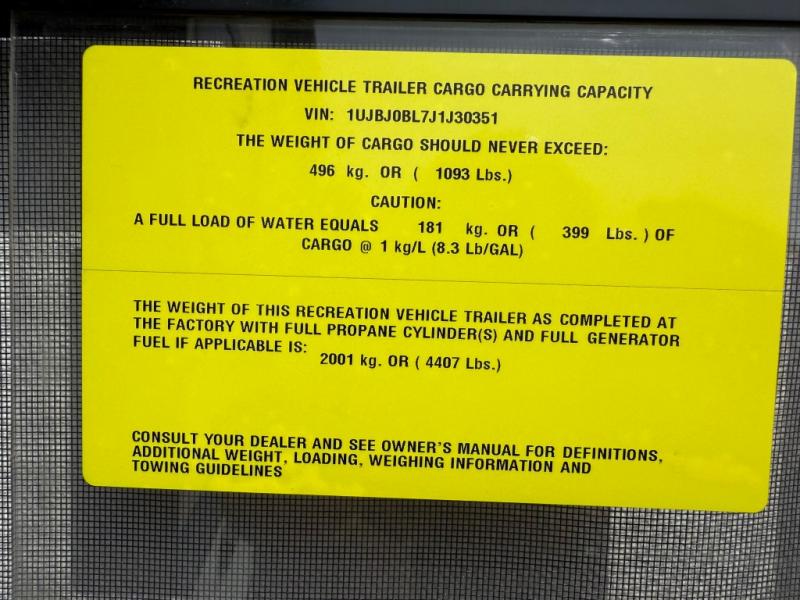 RECREATION VEHICLE TRAILER CARGO CARRYING CAPACITY
VIN: 1UJBJ0BL7J1J30351
THE WEIGHT OF CARGO SHOULD NEVER EXCEED:
496 kg. OR ( 1093 Lbs.)
CAUTION:
A FULL LOAD OF WATER EQUALS 181 kg. OR ( 399 Lbs. ) OF
CARGO @ 1 kg/L (8.3 Lb/GAL)
THE WEIGHT OF THIS RECREATION VEHICLE TRAILER AS COMPLETED AT
THE FACTORY WITH FULL PROPANE CYLINDER(S) AND FULL GENERATOR
FUEL IF APPLICABLE IS:
2001 kg. OR ( 4407 Lbs.)
CONSULT YOUR DEALER AND SEE OWNER'S MANUAL FOR DEFINITIONS,
ADDITIONAL WEIGHT, LOADING, WEIGHING INFORMATION AND
TOWING GUIDELINES